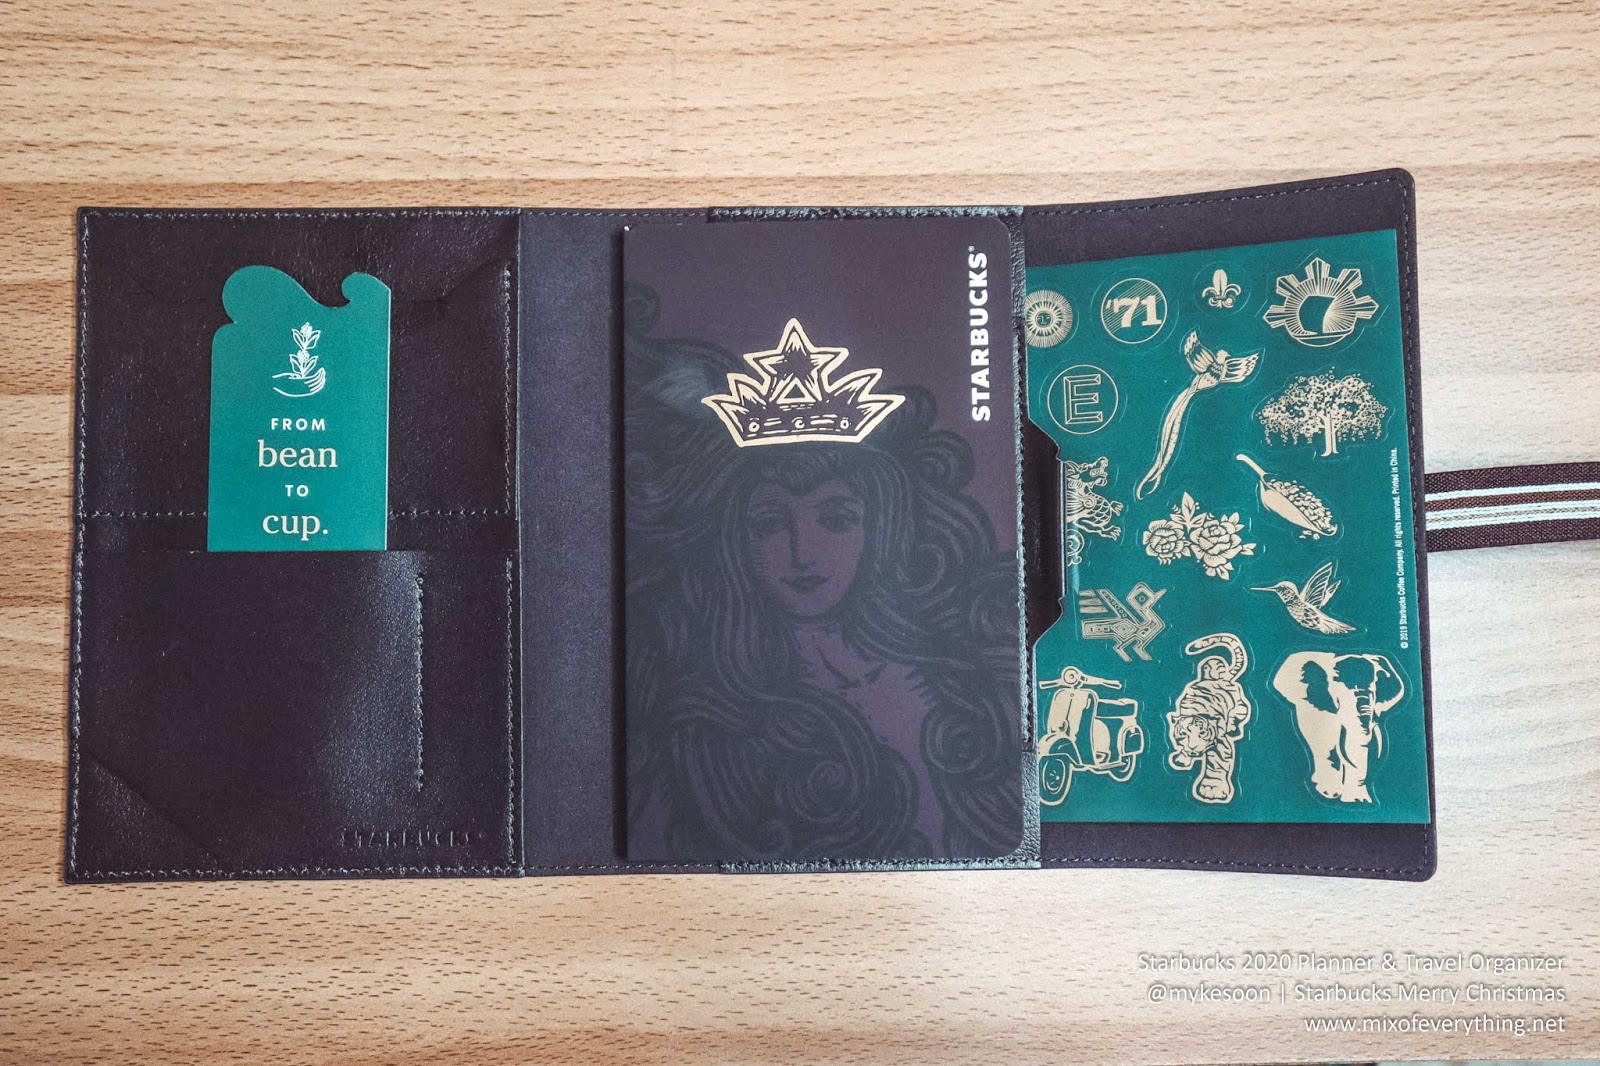 FROM
bean
TO
cup.
STARBUCKS
STARBUCKS®
'71
E
© 2019 Starbucks Coffee Company. All rights reserved. Printed in China.
Starbucks 2020 Planner & Travel Organizer
@mykesoon | Starbucks Merry Christmas
www.mixofeverything.net